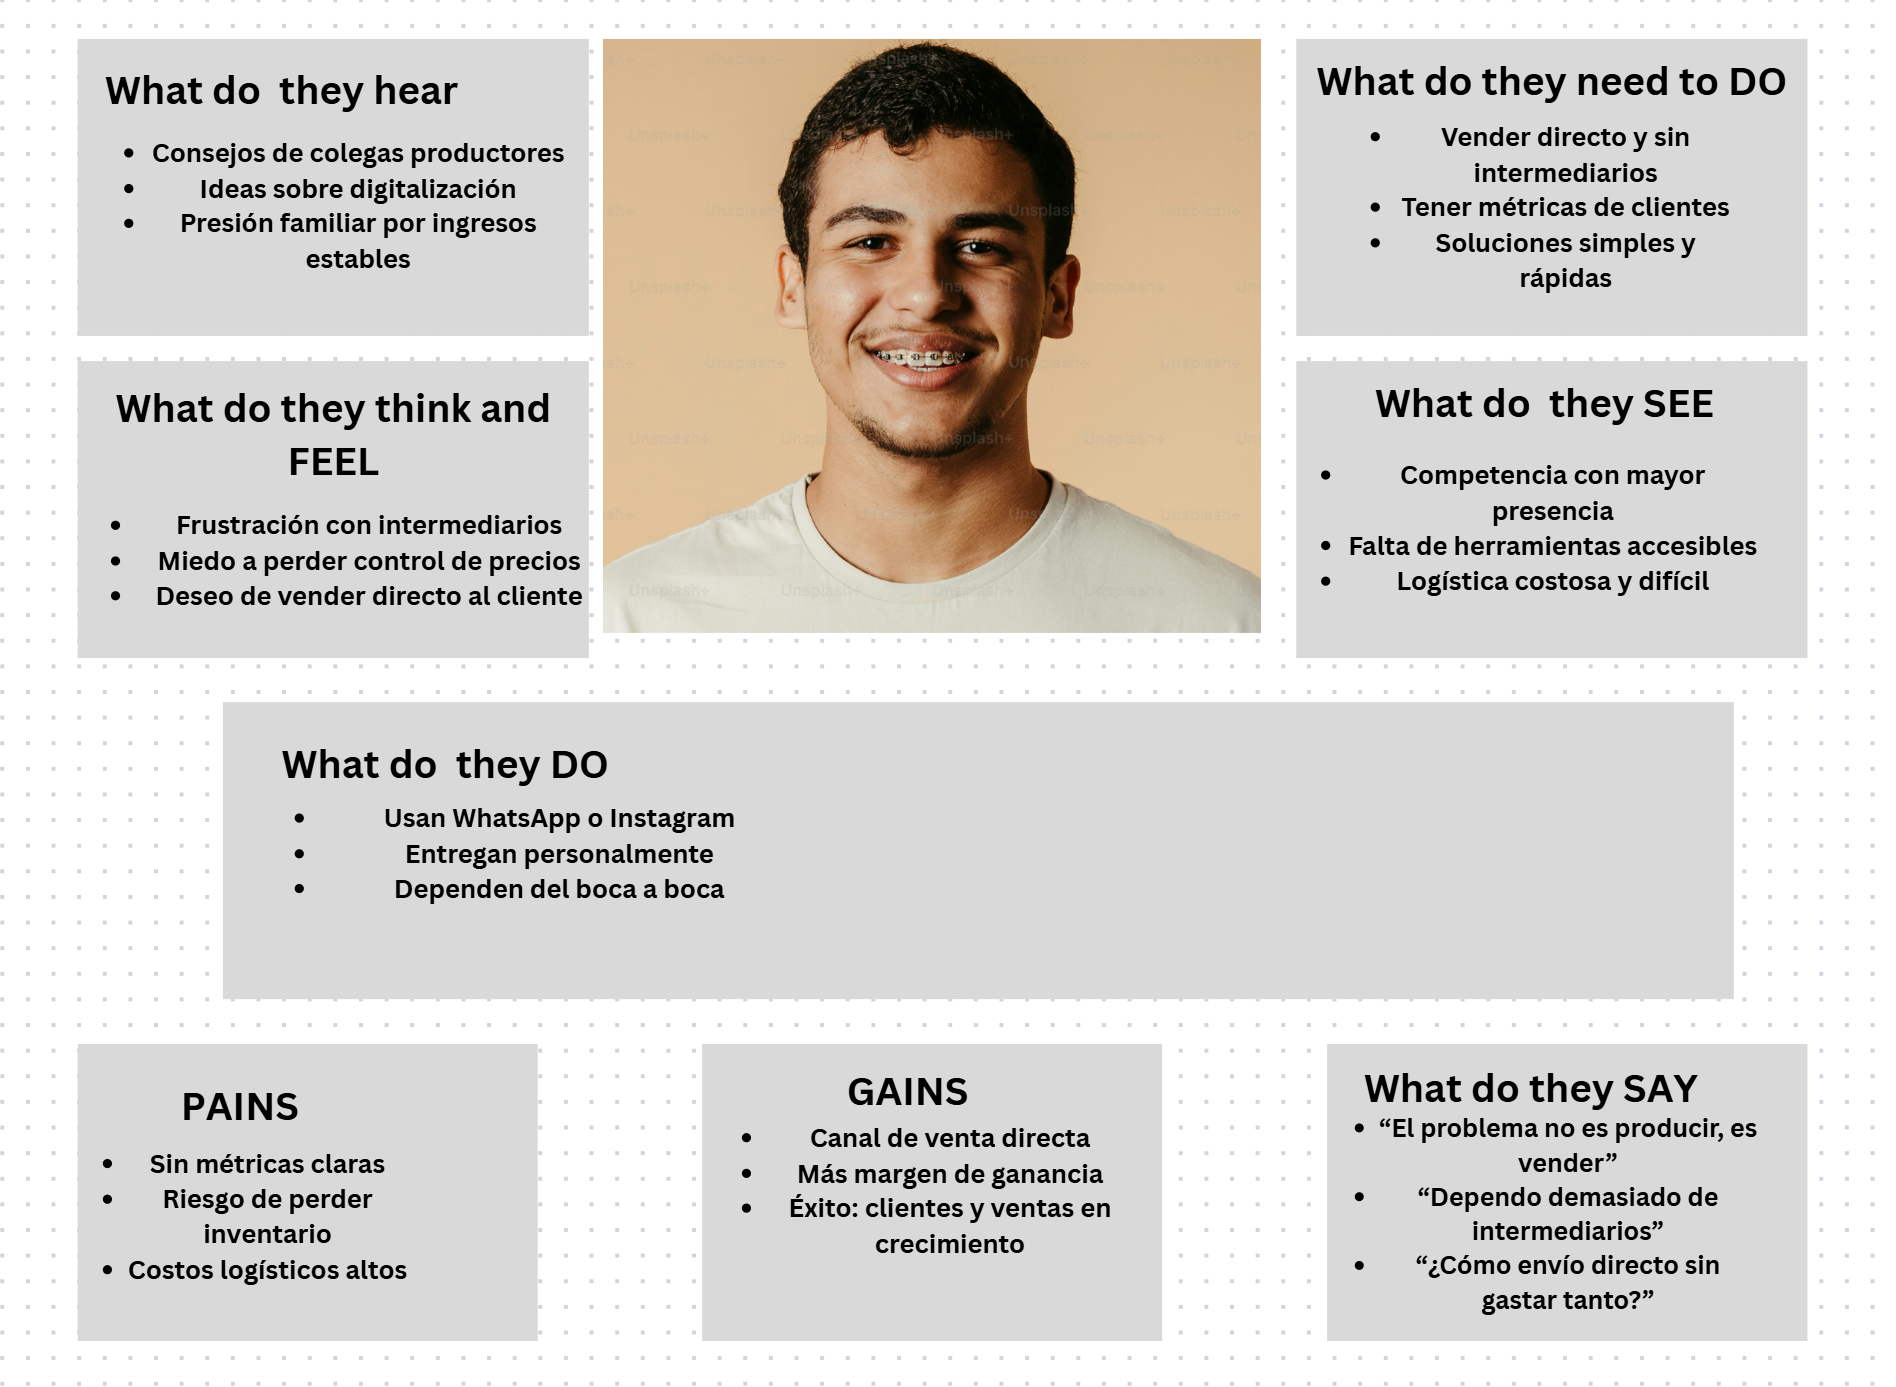 What do  they hear
• Consejos de colegas productores
• Ideas sobre digitalización
• Presión familiar por ingresos
estables
What do they think and
FEEL
• Frustración con intermediarios
• Miedo a perder control de precios
• Deseo de vender directo al cliente
Unsplash+
What do they need to DO
• Vender directo y sin
intermediarios
• Tener métricas de clientes
• Soluciones simples y
rápidas
What do  they SEE
• Competencia con mayor
presencia
• Falta de herramientas accesibles
• Logística costosa y difícil
What do  they DO
• Usan WhatsApp o Instagram
• Entregan personalmente
• Dependen del boca a boca
PAINS
• Sin métricas claras
• Riesgo de perder
inventario
• Costos logísticos altos
GAINS
• Canal de venta directa
• Más margen de ganancia
• Éxito: clientes y ventas en
crecimiento
What do they SAY
• “El problema no es producir, es
vender”
• “Dependo demasiado de
intermediarios”
• “¿Cómo envío directo sin
gastar tanto?”